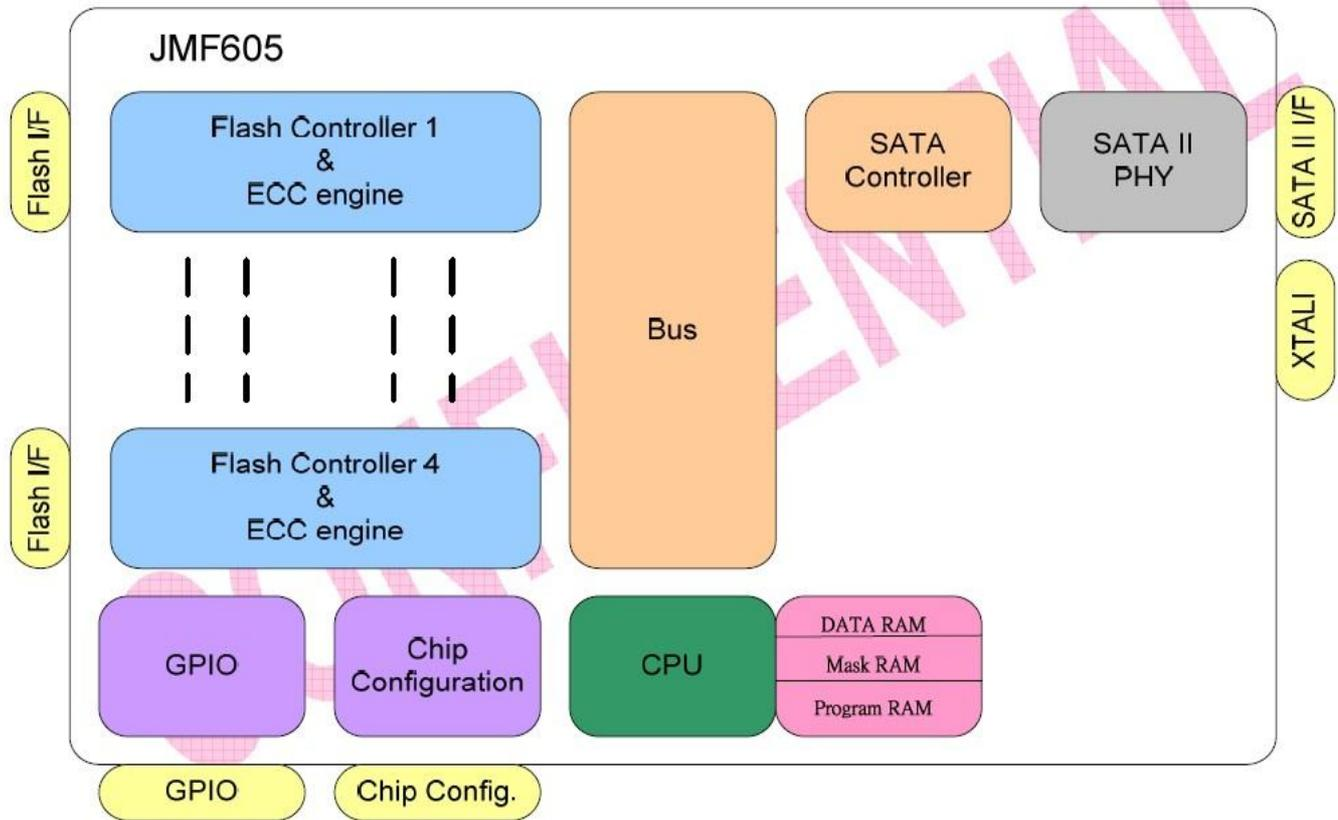 JMF605
Flash I/F
Flash Controller 1
&
ECC engine
Bus
SATA
Controller
SATA II
PHY
SATA II I/F
XTALI
Flash I/F
Flash Controller 4
&
ECC engine
GPIO
Chip
Configuration
CPU
DATA RAM
Mask RAM
Program RAM
GPIO
Chip Config.
CONFIDENTIAL